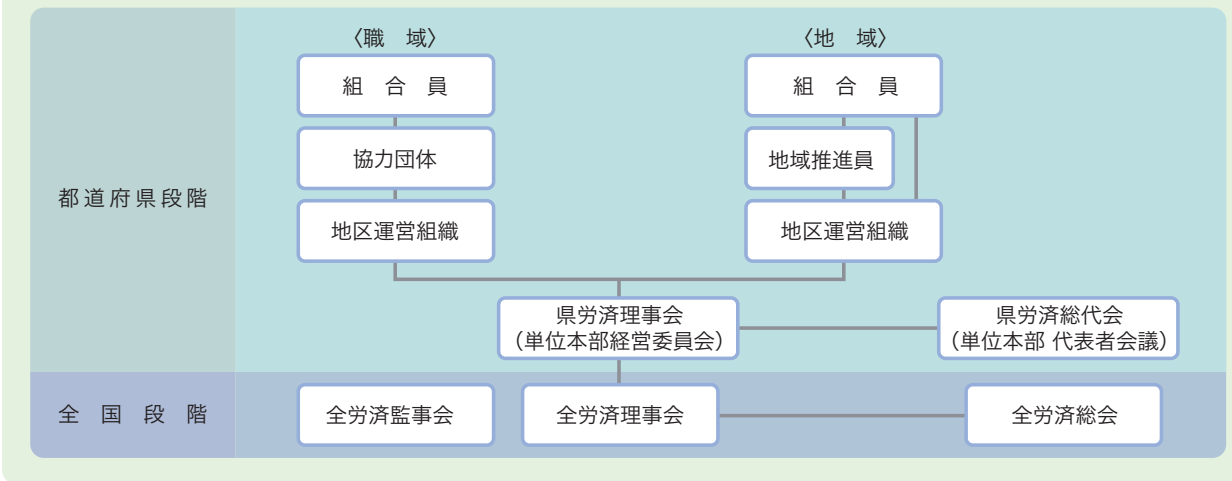 〈職　域〉
〈地　域〉
組　合　員
組　合　員
協力団体
地域推進員
都道府県段階
地区運営組織
地区運営組織
県労済理事会
（単位本部経営委員会）
県労済総代会
（単位本部 代表者会議）
全　国　段　階
全労済監事会
全労済理事会
全労済総会